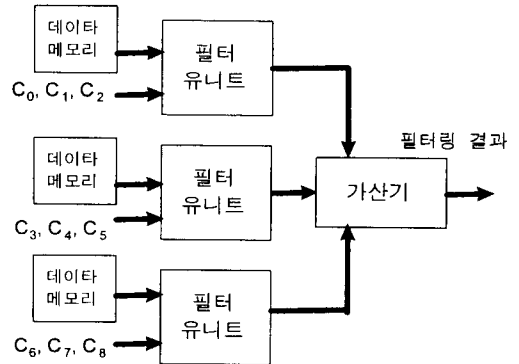 데이타
메모리
C0, C1, C2
필터
유니트
데이타
메모리
C3, C4, C5
필터
유니트
데이타
메모리
C6, C7, C8
필터
유니트
가산기
필터링 결과